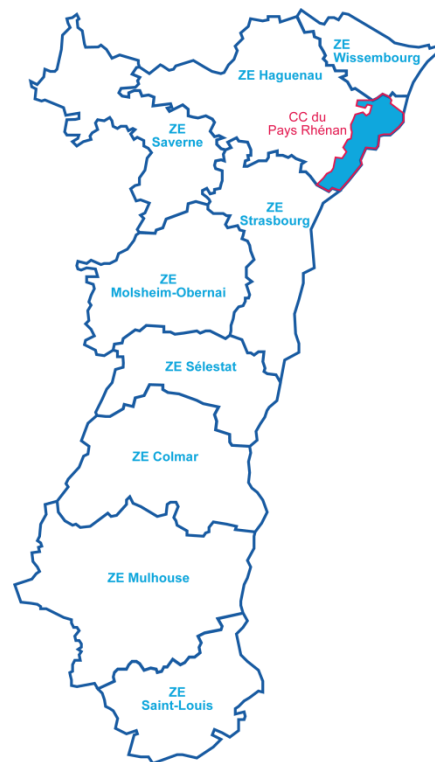 ZE
Wissembourg
ZE Haguenau
CC du
Pays Rhénan
ZE
Saverne
ZE
Strasbourg
ZE
Molsheim-Obernai
ZE Sélestat
ZE Colmar
ZE Mulhouse
ZE
Saint-Louis